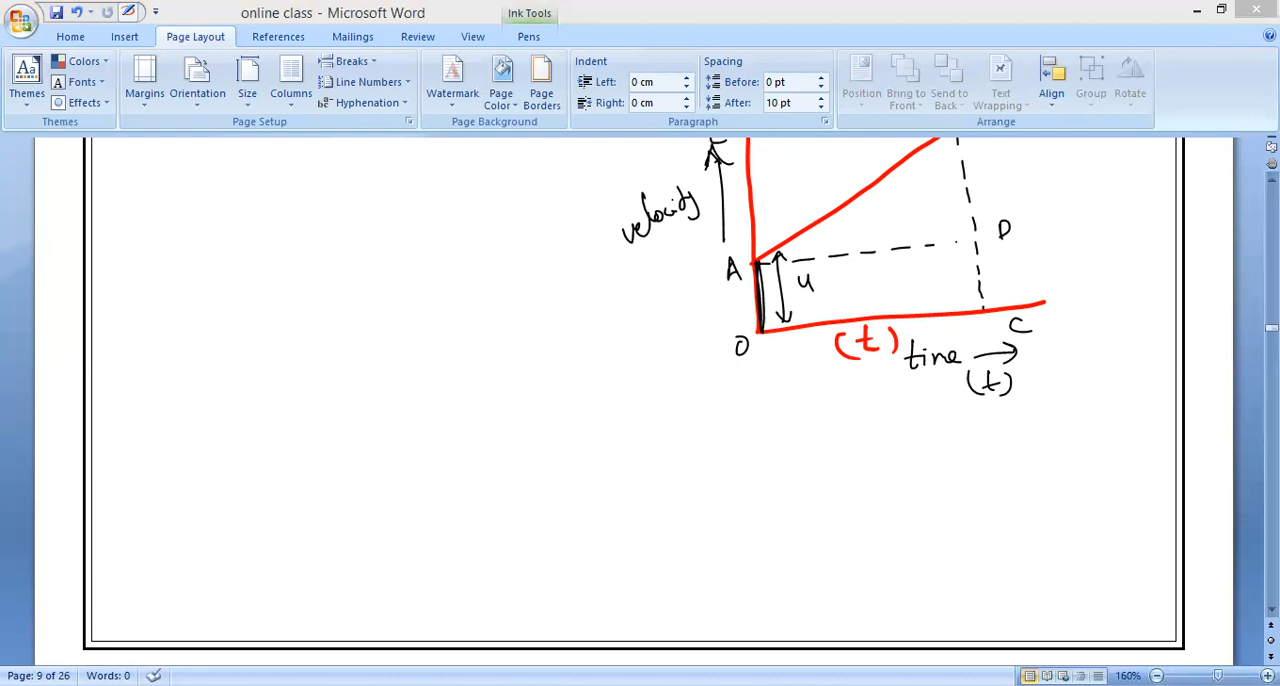 online class - Microsoft Word
Ink Tools
Home Insert Page Layout References Mailings Review View Pens
Themes
Colors
Fonts
Effects
Themes
Margins
Orientation
Size
Columns
Breaks
Line Numbers
Hyphenation
Page Setup
Watermark
Page Color
Page Borders
Page Background
Indent
Left: 0 cm
Right: 0 cm
Spacing
Before: 0 pt
After: 10 pt
Paragraph
Position
Bring to Front
Send to Back
Text Wrapping
Align
Group
Rotate
Arrange
velocity
A
u
D
O
(t)
time
C
(t)
Page: 9 of 26
Words: 0
160%